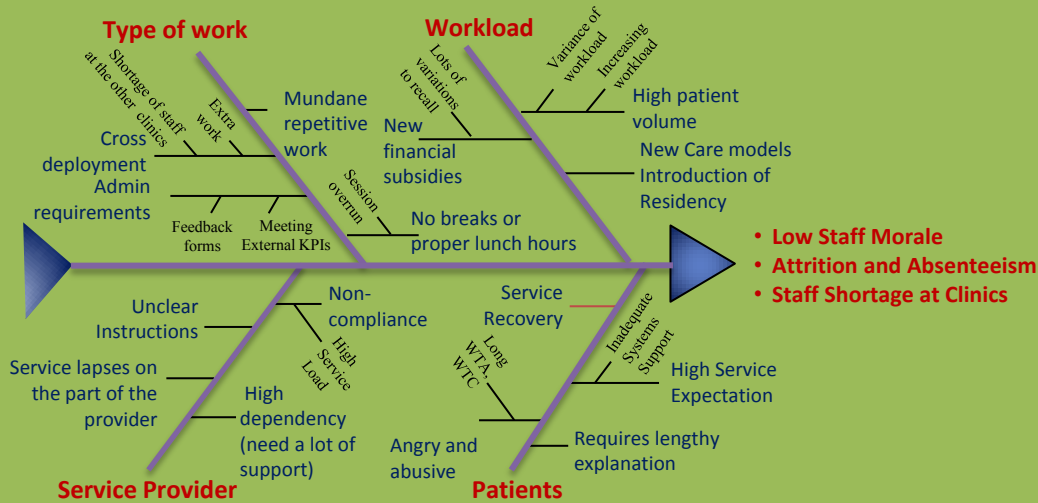 Type of work
Shortage of staff
at the other clinics
Extra
work
Mundane
repetitive
work
Cross
deployment
Admin
requirements
Feedback
forms
Meeting
External KPIs
Session
overrun
No breaks or
proper lunch hours
Workload
Lots of
variations
to recall
New
financial
subsidies
Variance of
workload
Increasing
workload
High patient
volume
New Care models
Introduction of
Residency
• Low Staff Morale
• Attrition and Absenteeism
• Staff Shortage at Clinics
Unclear
Instructions
Non-
compliance
High
Service
Load
Service lapses on
the part of the
provider
High
dependency
(need a lot of
support)
Service Provider
Service
Recovery
Inadequate
Systems
Support
Long
WTA,
WTC
High Service
Expectation
Angry and
abusive
Requires lengthy
explanation
Patients